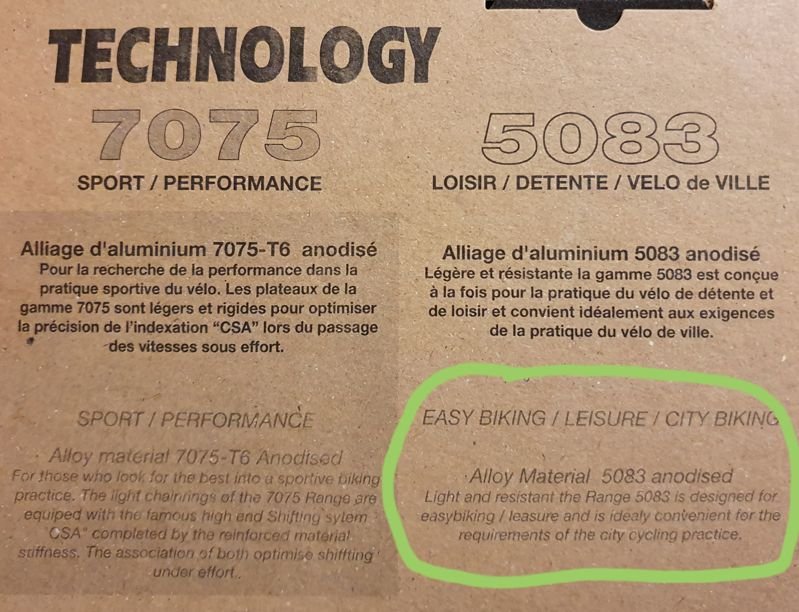 TECHNOLOGY
7075
SPORT / PERFORMANCE
Alliage d'aluminium 7075-T6 anodisé
Pour la recherche de la performance dans la
pratique sportive du vélo. Les plateaux de la
gamme 7075 sont légers et rigides pour optimiser
la précision de l'indexation "CSA" lors du passage
des vitesses sous effort.
SPORT / PERFORMANCE
Alloy material 7075-T6 Anodised
For those who look for the best into a sportive biking
practice. The light chainrings of the 7075 Range are
equiped with the famous high end Shifting sytem
"CSA" completed by the reinforced material
stiffness. The association of both optimise shiftting
under effort.
5083
LOISIR / DETENTE / VELO de VILLE
Alliage d'aluminium 5083 anodisé
Légère et résistante la gamme 5083 est conçue
à la fois pour la pratique du vélo de détente et
de loisir et convient idéalement aux exigences
de la pratique du vélo de ville.
EASY BIKING / LEISURE / CITY BIKING
Alloy Material 5083 anodised
Light and resistant the Range 5083 is designed for
easybiking / leasure and is idealy convenient for the
requirements of the city cycling practice.